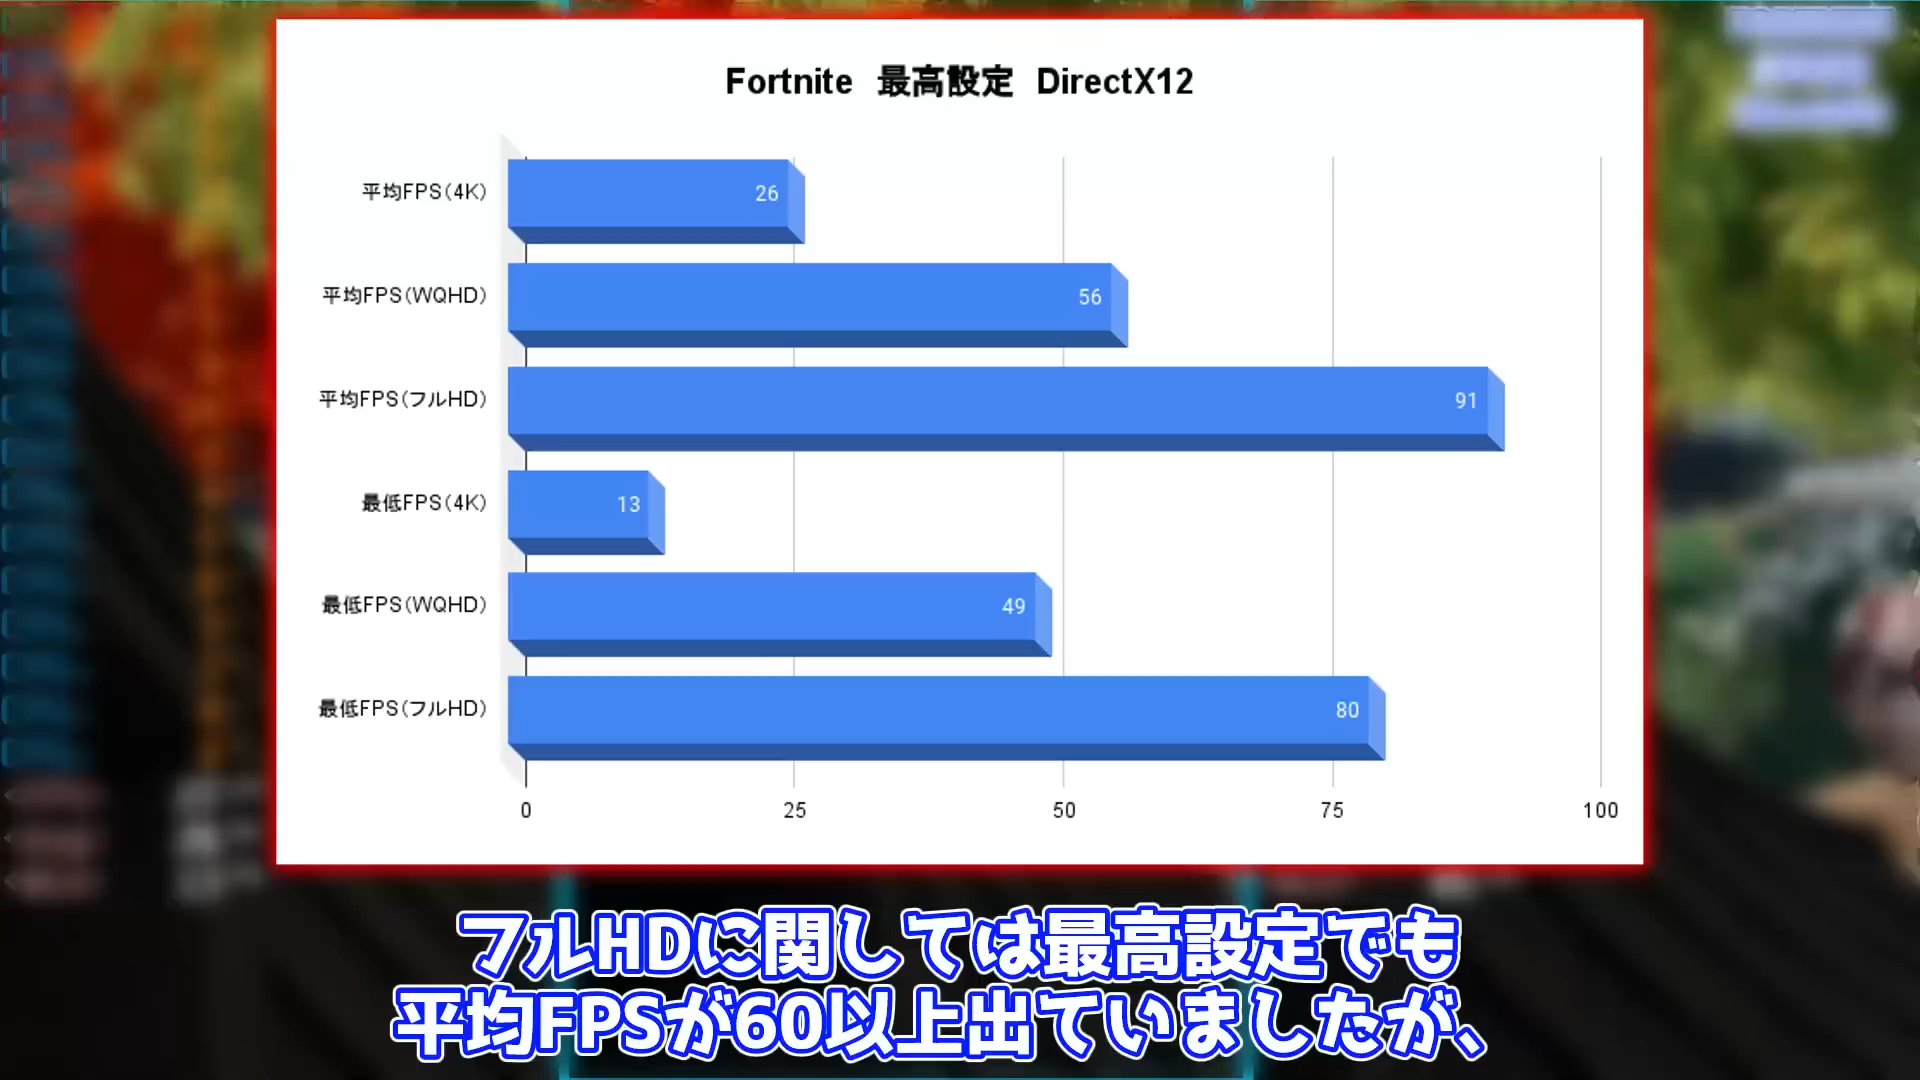 Fortnite　最高設定　DirectX12
平均FPS（4K）
26
平均FPS（WQHD）
56
平均FPS（フルHD）
91
最低FPS（4K）
13
最低FPS（WQHD）
49
最低FPS（フルHD）
80
0 25 50 75 100
フルHDに関しては最高設定でも
平均FPSが60以上出ていましたが、